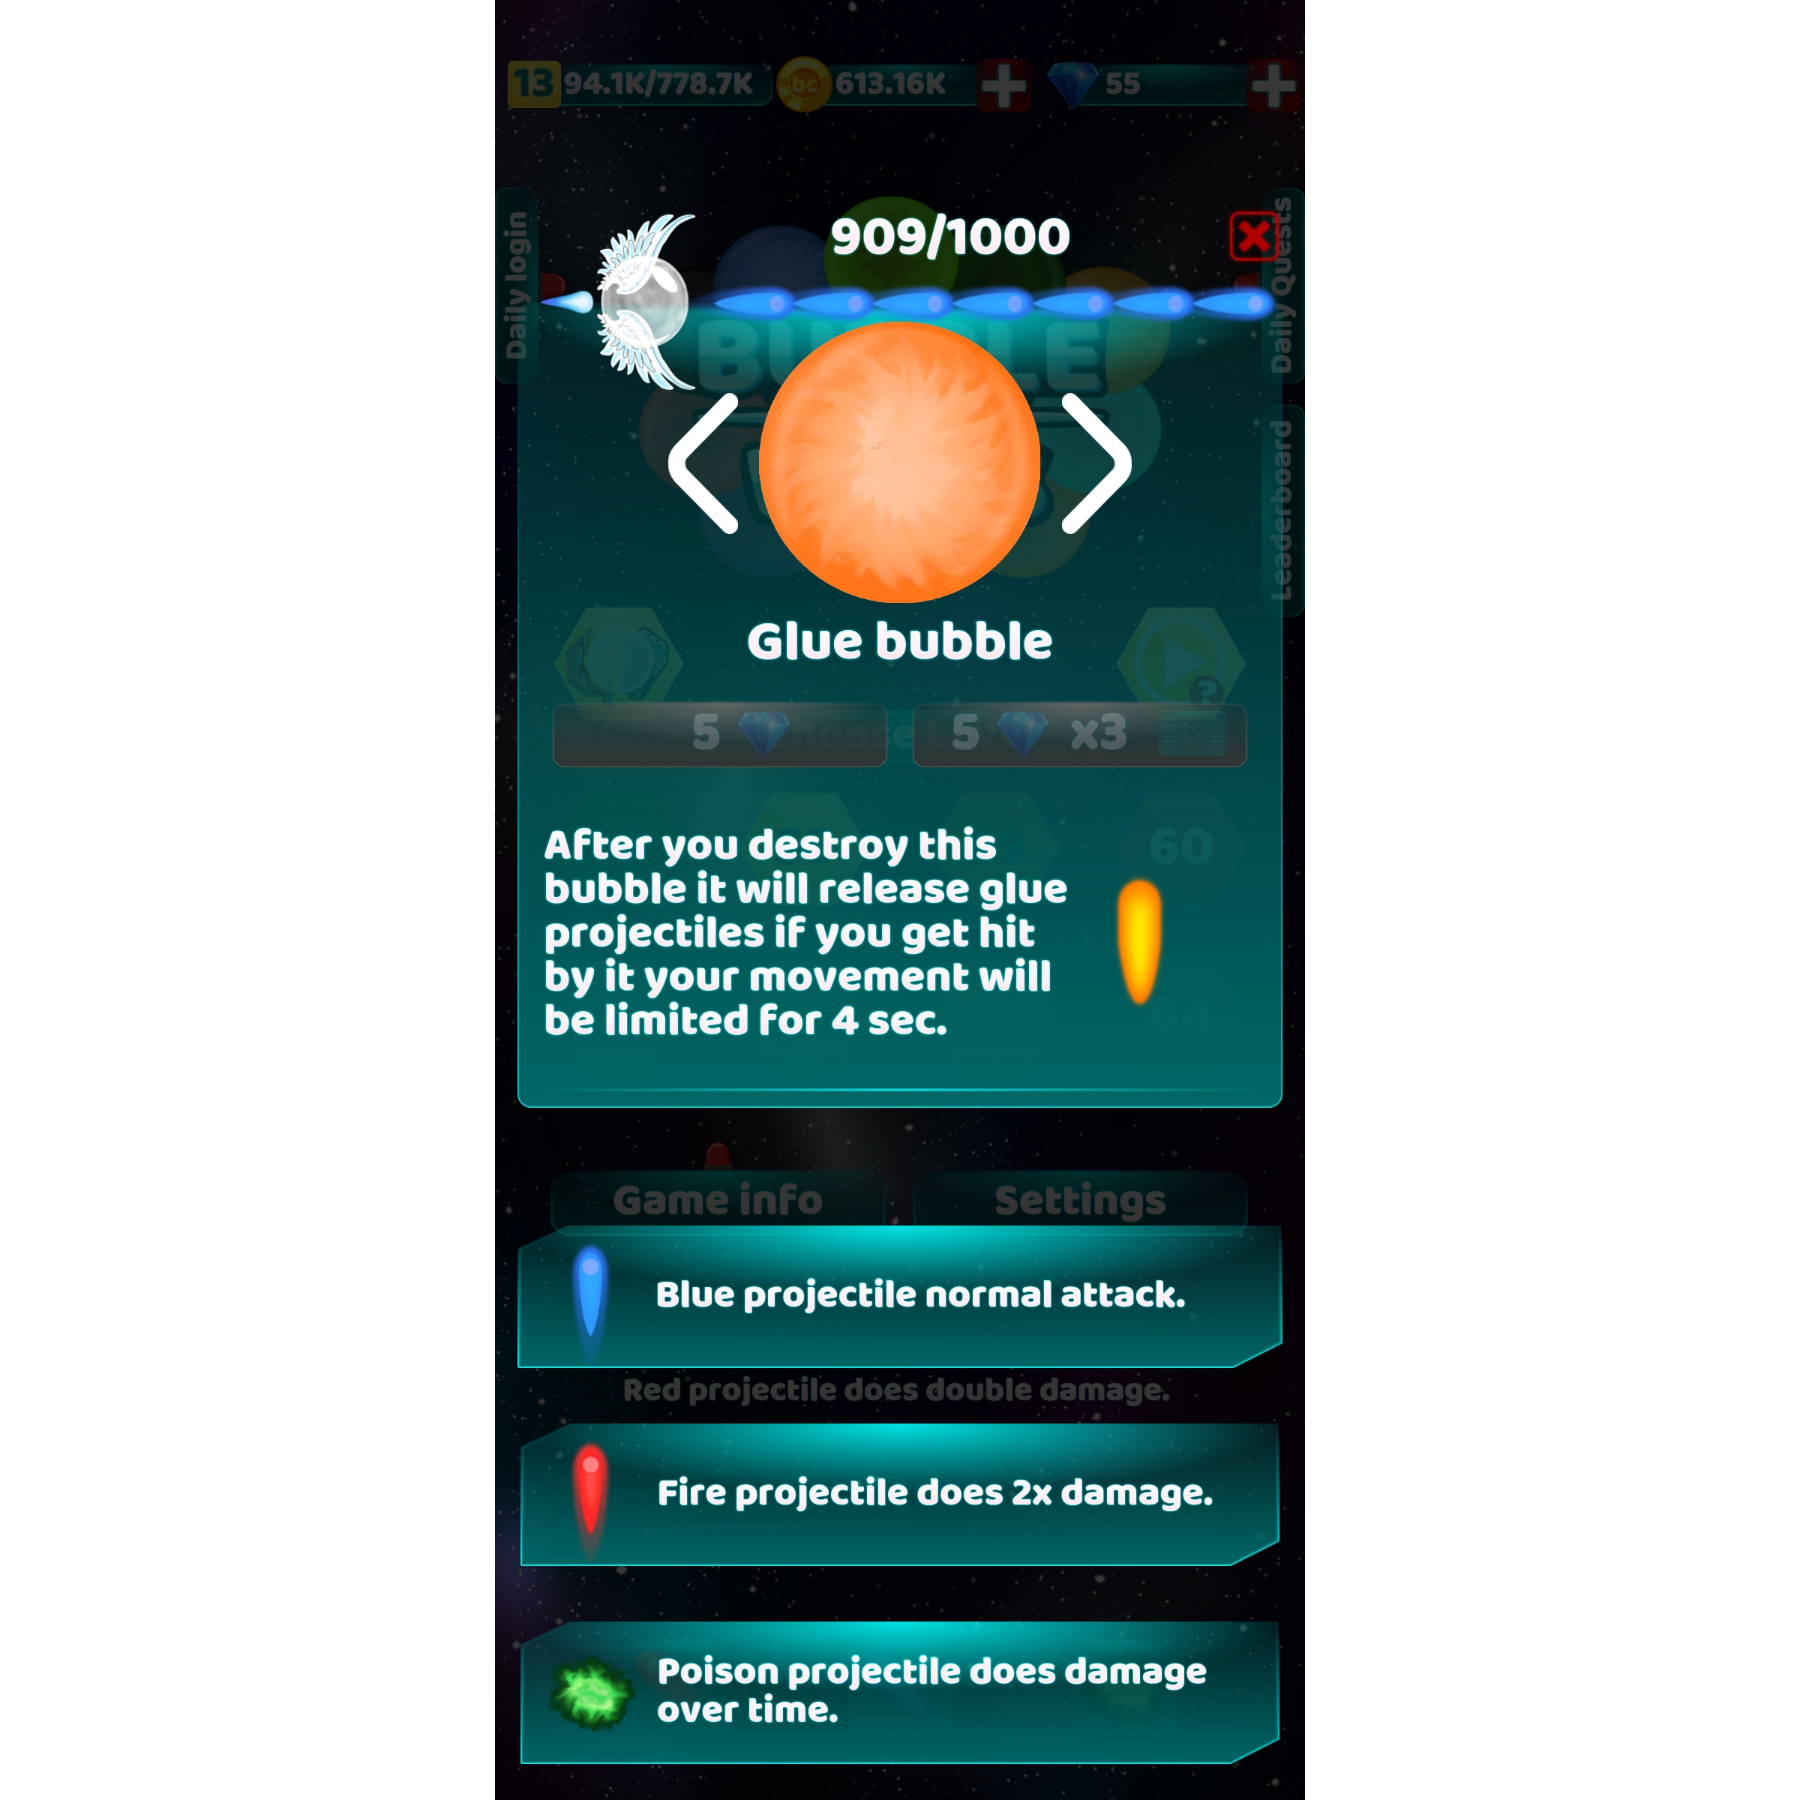 13 94.1K/778.7K bc 613.16K 55
Daily login
909/1000
Daily Quests
Leaderboard
Glue bubble
5
5 x3
After you destroy this
bubble it will release glue
projectiles if you get hit
by it your movement will
be limited for 4 sec.
60
64
Game info
Settings
Blue projectile normal attack.
Red projectile does double damage.
Fire projectile does 2x damage.
Poison projectile does damage
over time.